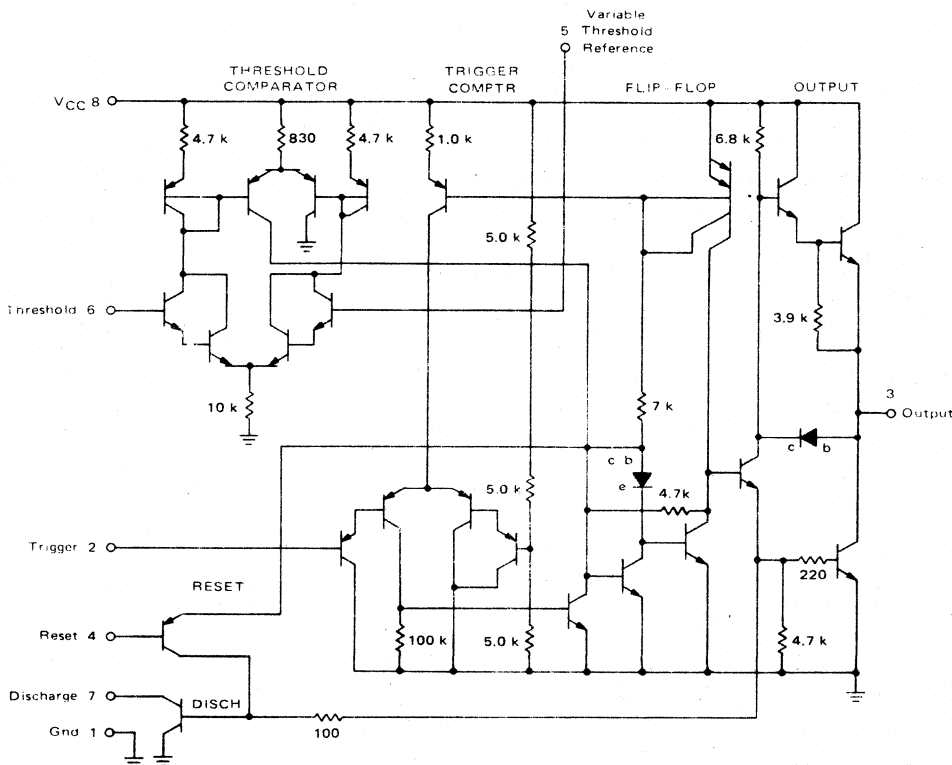 Variable
5 Threshold
Reference
THRESHOLD
COMPARATOR
TRIGGER
COMPTR
FLIP-FLOP
OUTPUT
VCC 8
4.7 k
830
4.7 k
1.0 k
6.8 k
5.0 k
Threshold 6
3.9 k
10 k
7 k
3
Output
c b
e
c b
5.0 k
4.7k
Trigger 2
220
RESET
Reset 4
100 k
5.0 k
4.7 k
Discharge 7
DISCH
Gnd 1
100